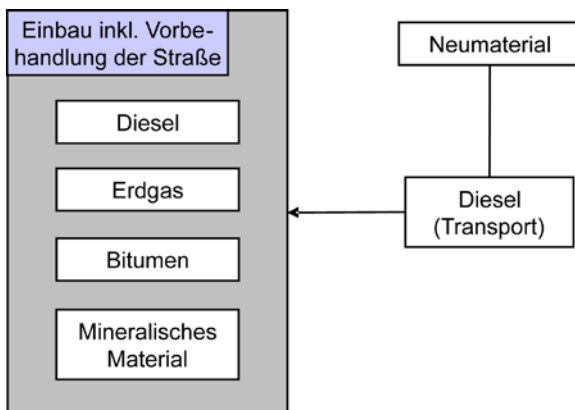 Einbau inkl. Vorbe-
handlung der Straße
Diesel
Erdgas
Bitumen
Mineralisches
Material
Neumaterial
Diesel
(Transport)